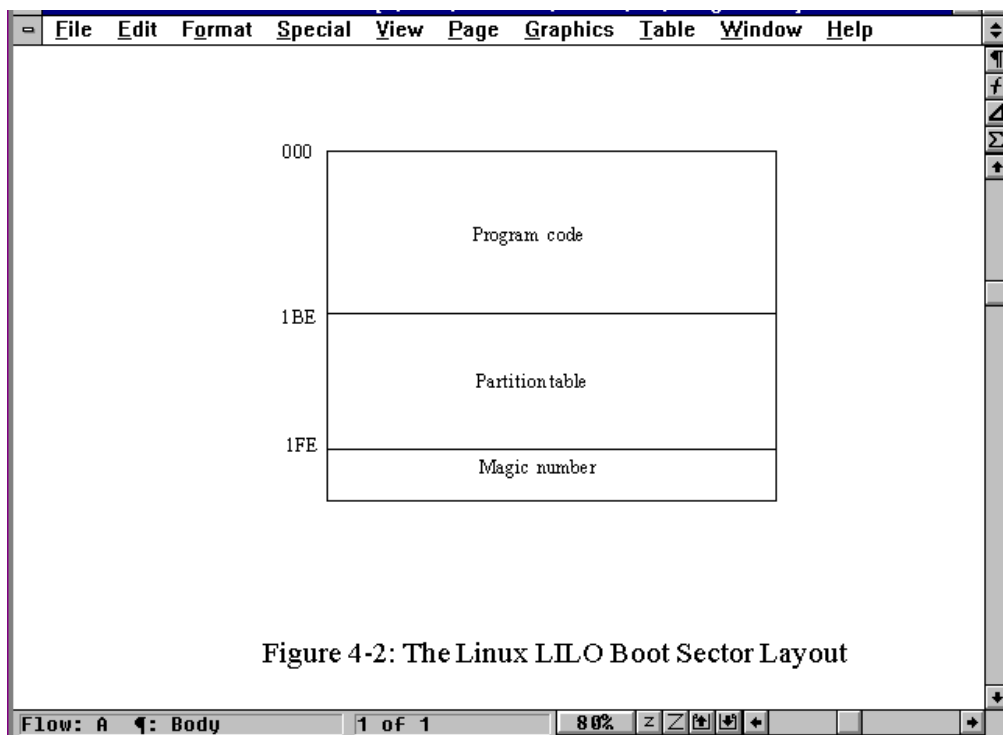 File Edit Format Special View Page Graphics Table Window Help
000
Program code
1BE
Partition table
1FE
Magic number
Figure 4-2: The Linux LILO Boot Sector Layout
Flow: A ¶: Body 1 of 1 80%